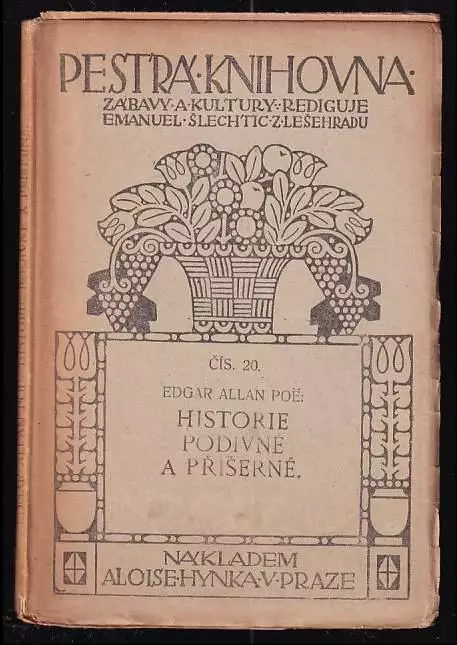 PESTRÁ·KNIHOVNA·
ZÁBAVY·A·KULTURY·REDIGUJE
EMANUEL·ŠLECHTIC·Z·LEŠEHRADU
ČÍS. 20.
EDGAR ALLAN POË:
HISTORIE
PODIVNÉ
A PŘÍŠERNÉ.
NÁKLADEM
ALOISE·HYNKA·V·PRAZE